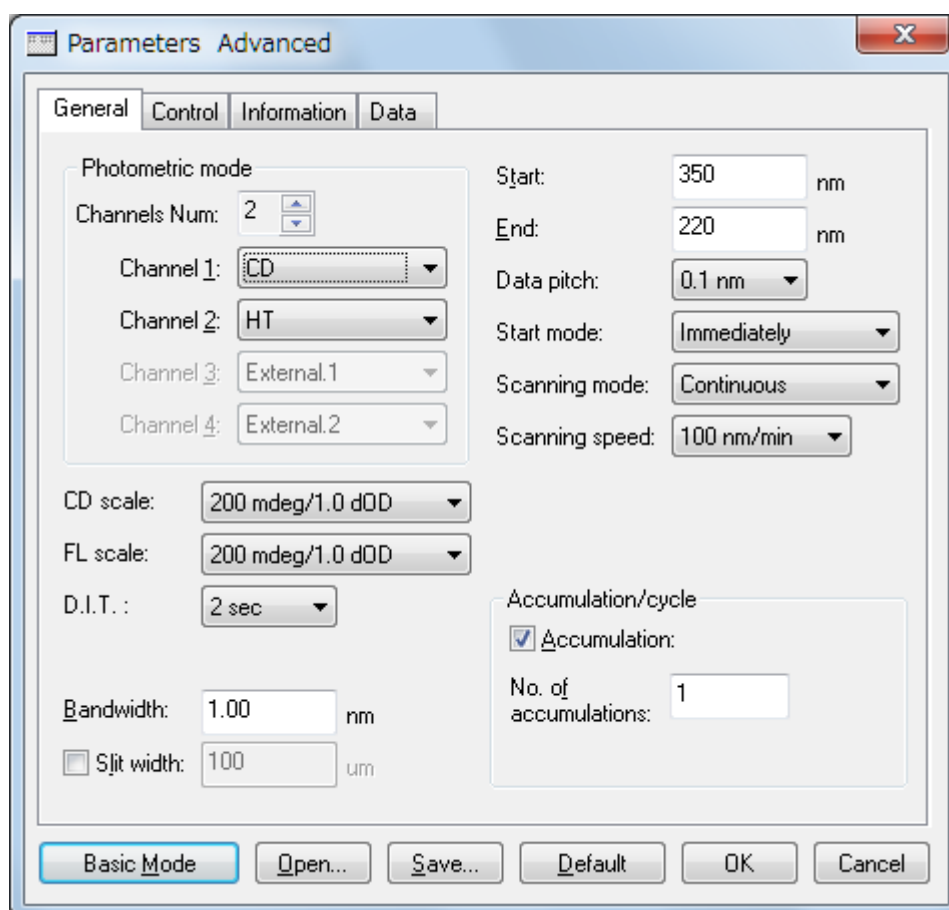 Parameters Advanced
General Control Information Data
Photometric mode
Channels Num: 2
Channel 1: CD
Channel 2: HT
Channel 3: External.1
Channel 4: External.2
Start: 350 nm
End: 220 nm
Data pitch: 0.1 nm
Start mode: Immediately
Scanning mode: Continuous
Scanning speed: 100 nm/min
CD scale: 200 mdeg/1.0 dOD
FL scale: 200 mdeg/1.0 dOD
D.I.T. : 2 sec
Bandwidth: 1.00 nm
Slit width: 100 um
Accumulation/cycle
Accumulation:
No. of
accumulations: 1
Basic Mode Open... Save... Default OK Cancel